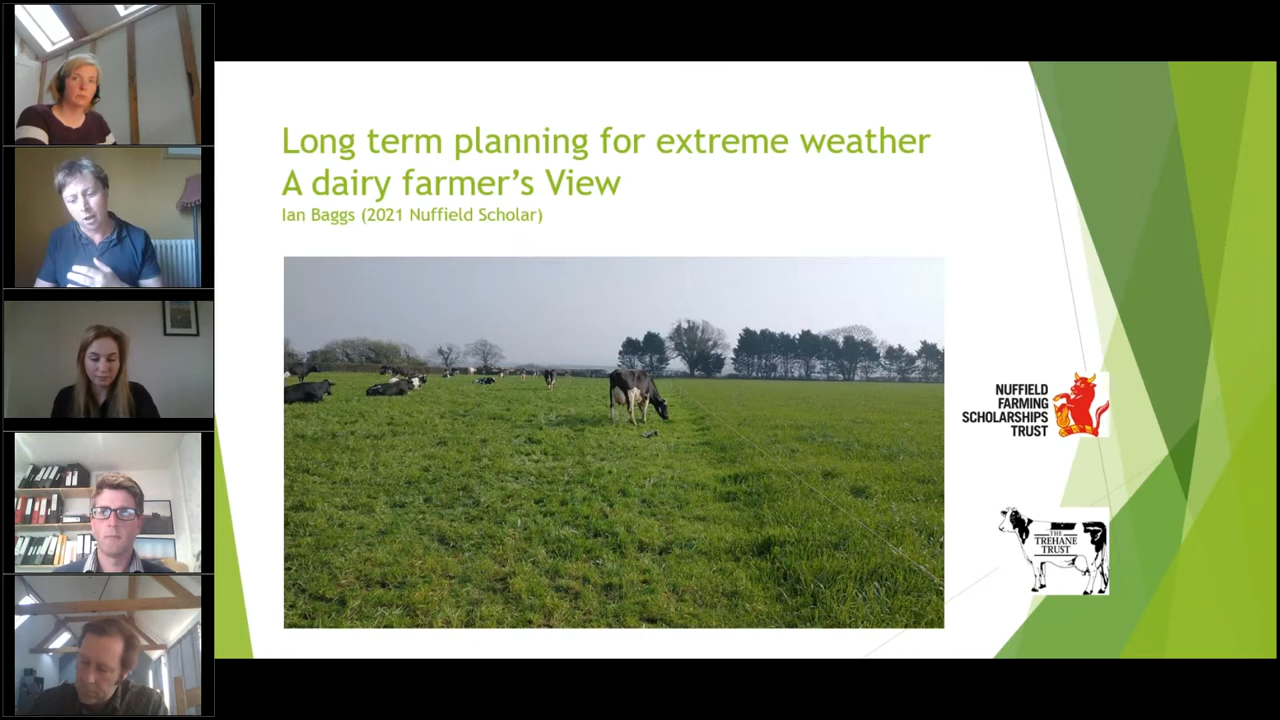 Long term planning for extreme weather
A dairy farmer’s View
Ian Baggs (2021 Nuffield Scholar)
NUFFIELD
FARMING
SCHOLARSHIPS
TRUST
THE
TREHANE
TRUST